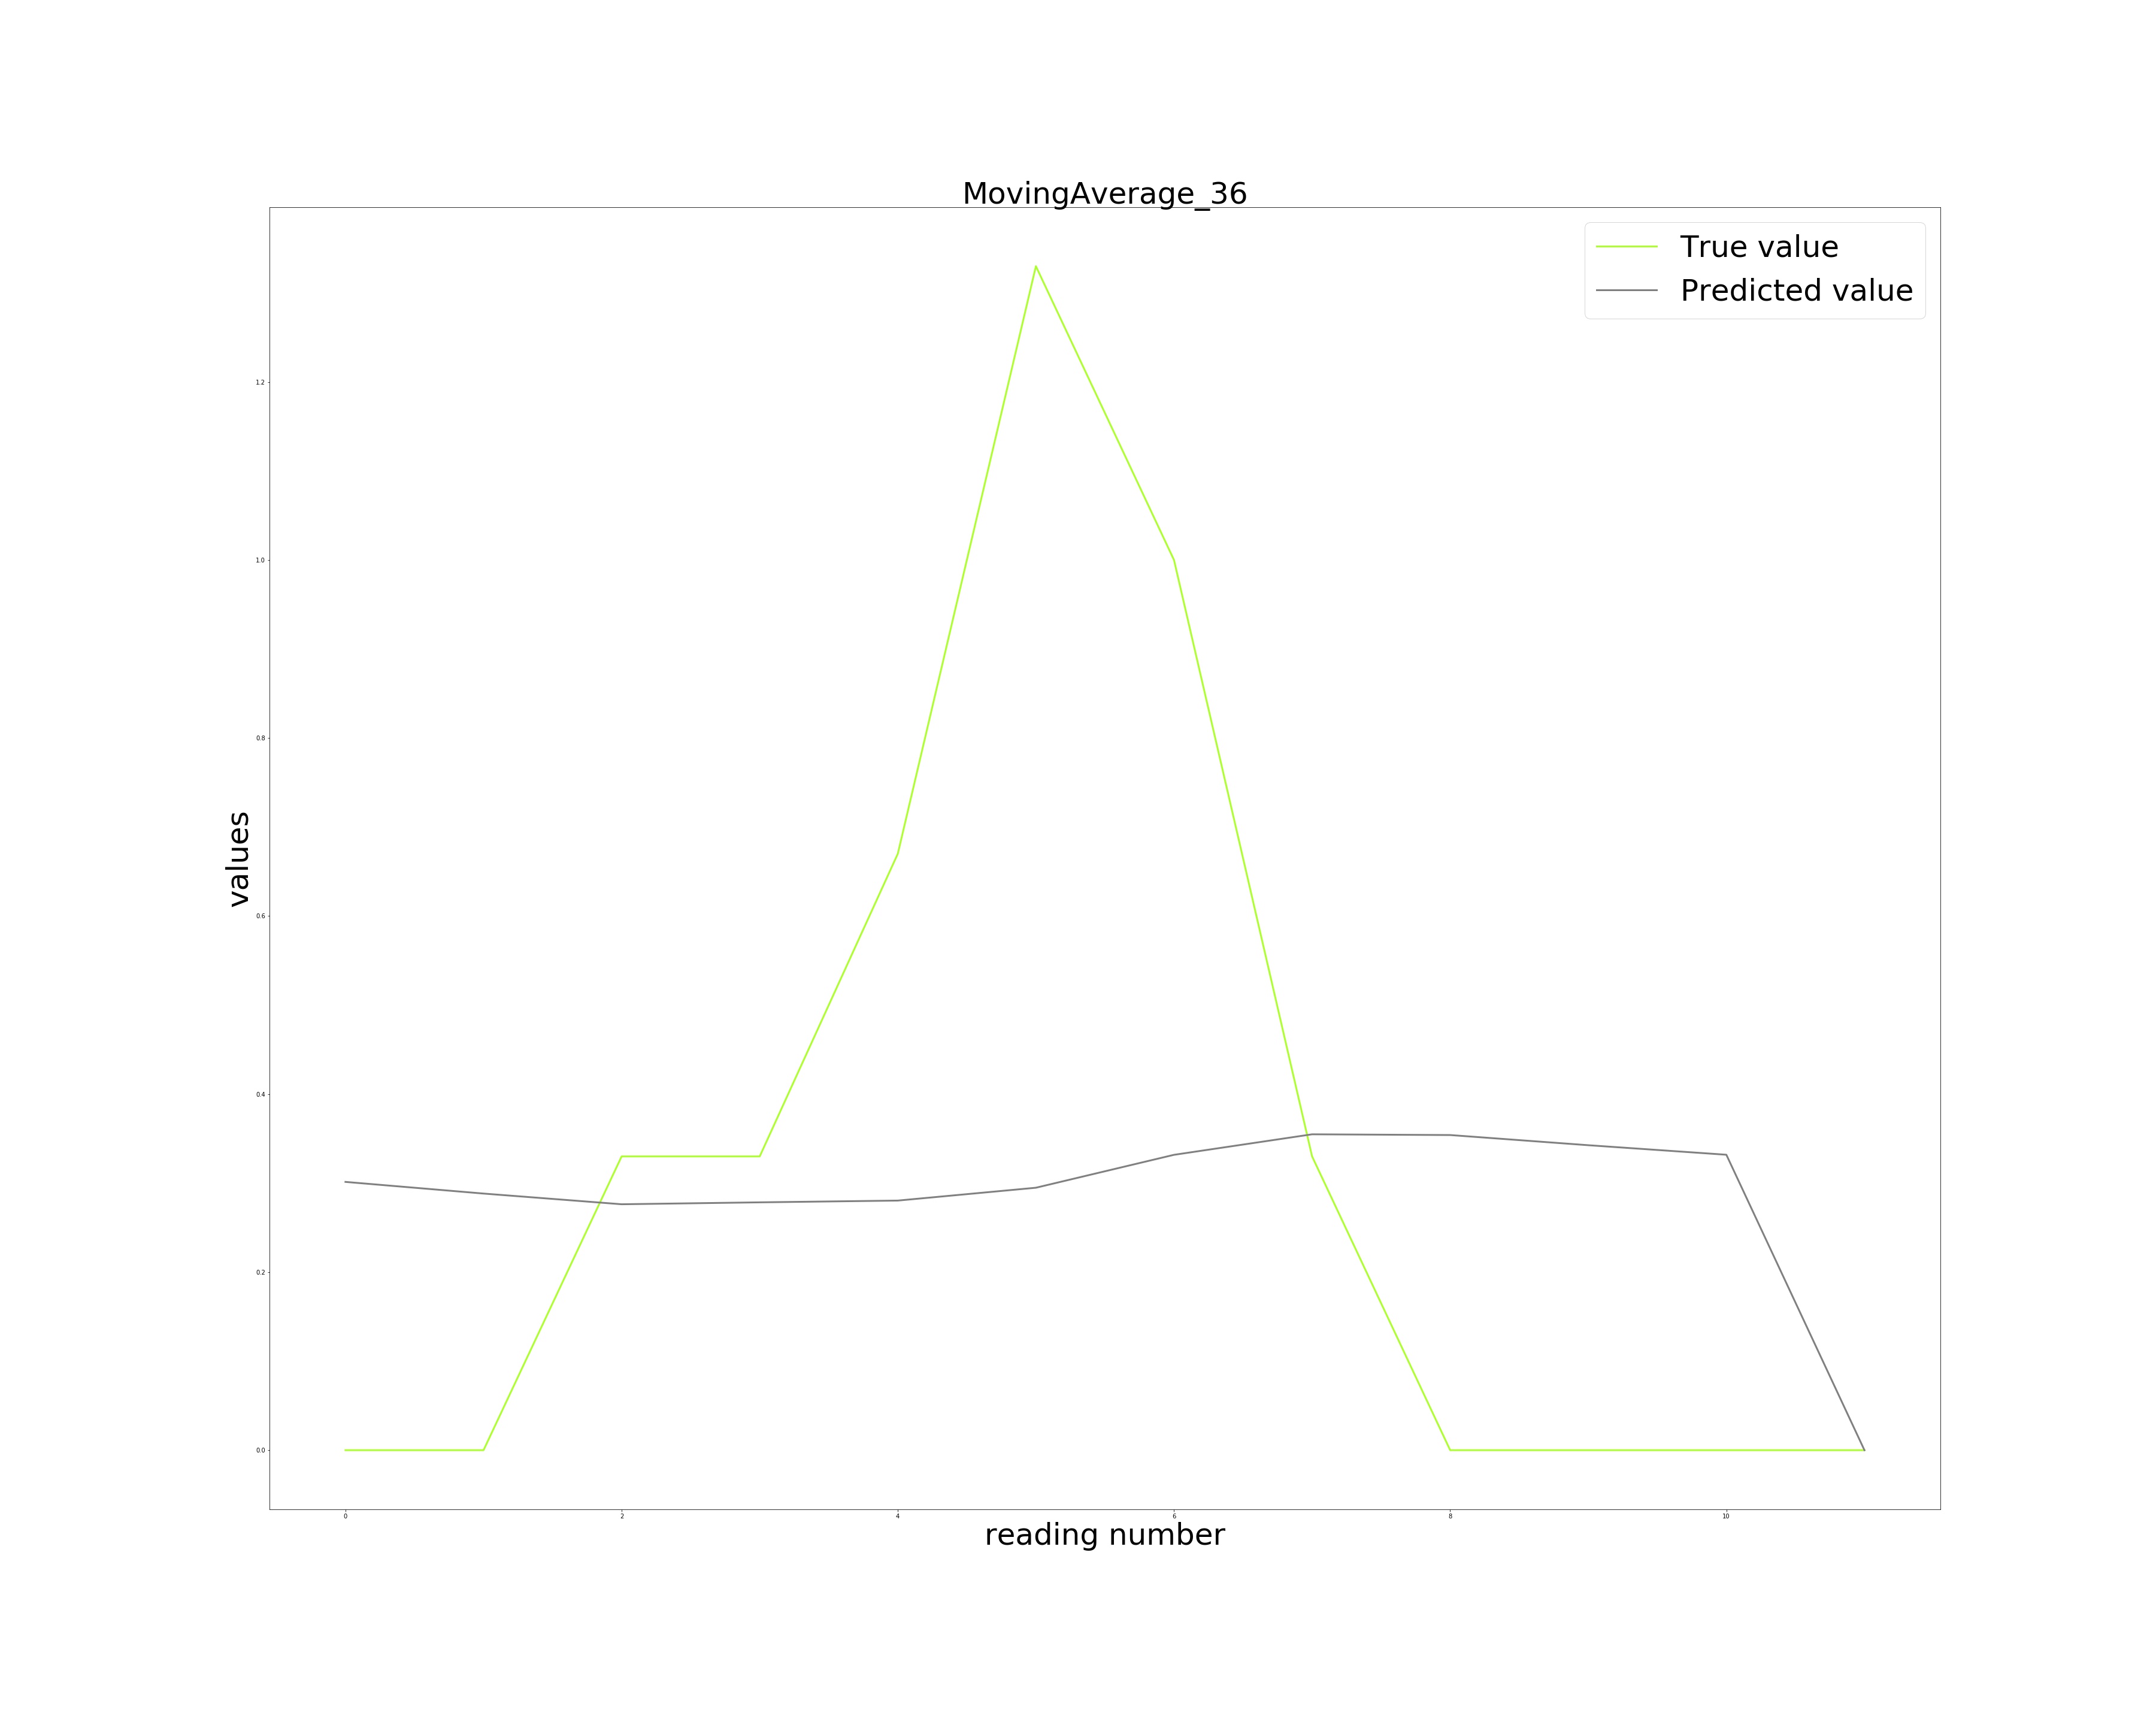 MovingAverage_36
True value
Predicted value
1.2
1.0
0.8
0.6
0.4
0.2
0.0
values
0 2 4 6 8 10
reading number